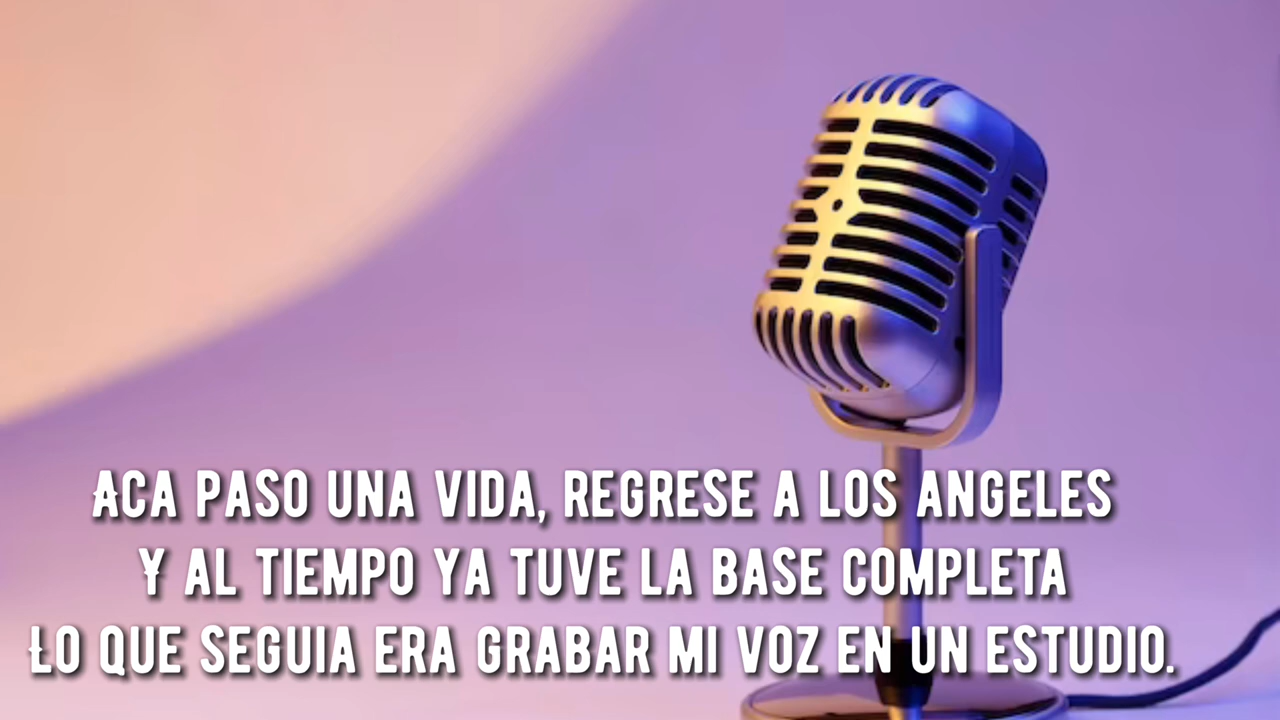 ACA PASO UNA VIDA, REGRESE A LOS ANGELES
Y AL TIEMPO YA TUVE LA BASE COMPLETA
LO QUE SEGUIA ERA GRABAR MI VOZ EN UN ESTUDIO.